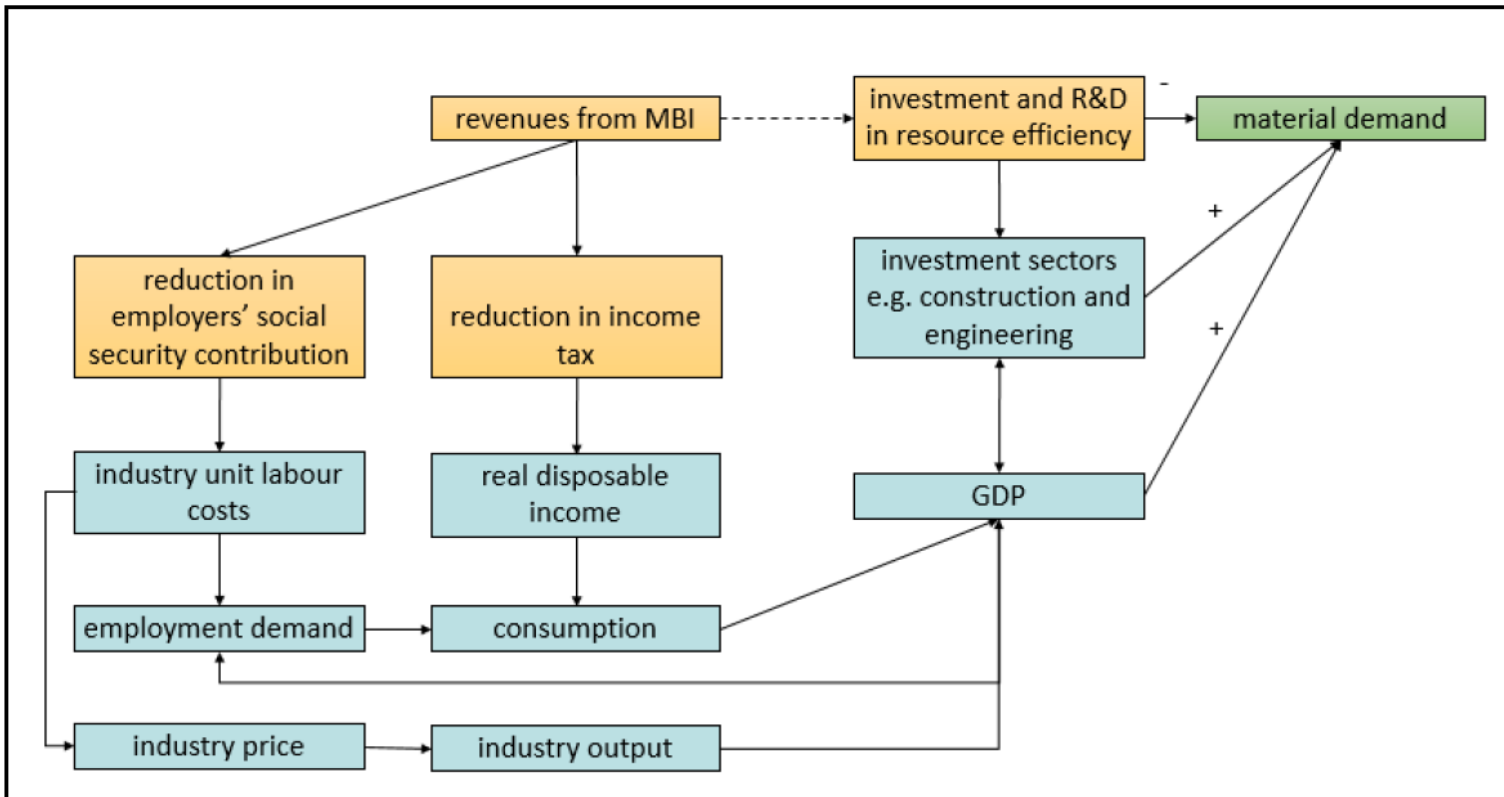 revenues from MBI
investment and R&D
in resource efficiency
-
material demand
reduction in
employers’ social
security contribution
reduction in income
tax
investment sectors
e.g. construction and
engineering
+
+
industry unit labour
costs
real disposable
income
GDP
employment demand
consumption
industry price
industry output